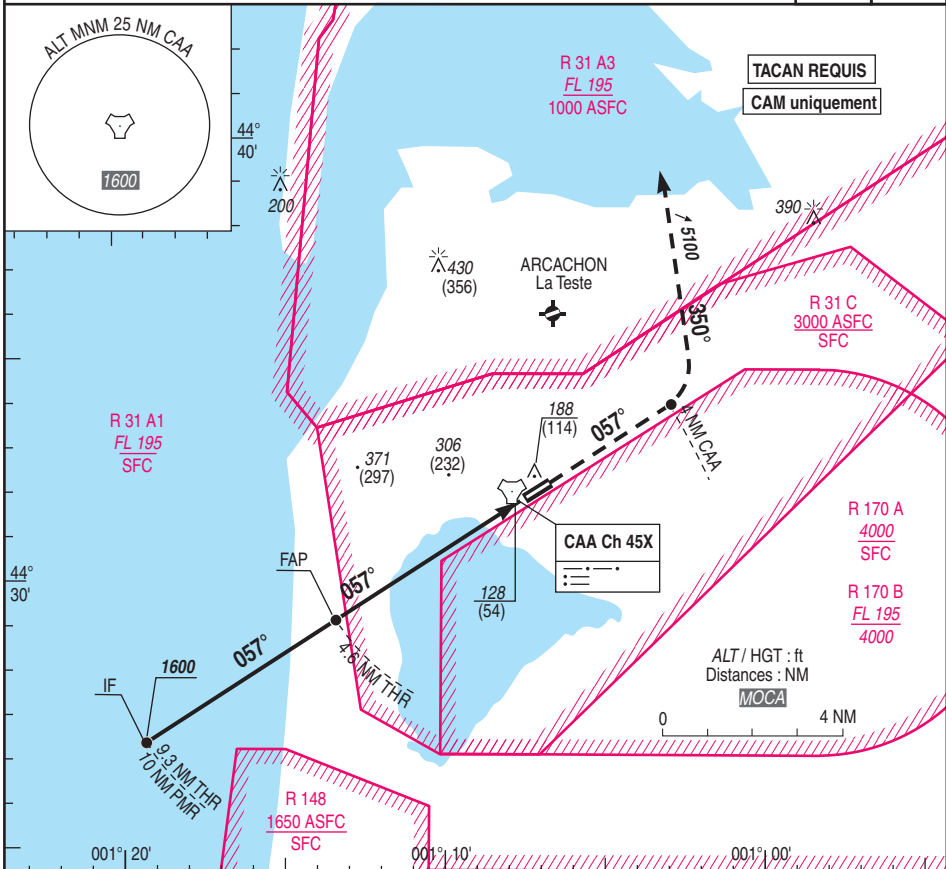 ALT MNM 25 NM CAA
1600
44°
40'
200
R 31 A3
FL 195
1000 ASFC
TACAN REQUIS
CAM uniquement
390
5100
430
(356)
ARCACHON
La Teste
350°
R 31 C
3000 ASFC
SFC
R 31 A1
FL 195
SFC
371
(297)
306
(232)
188
(114)
057°
4 NM CAA
CAA Ch 45X
R 170 A
4000
SFC
R 170 B
FL 195
4000
44°
30'
FAP
057°
128
(54)
4.6 NM THR
057°
1600
IF
9.3 NM THR
10 NM PMR
ALT / HGT : ft
Distances : NM
MOCA
0 4 NM
R 148
1650 ASFC
SFC
001° 20' 001° 10' 001° 00'